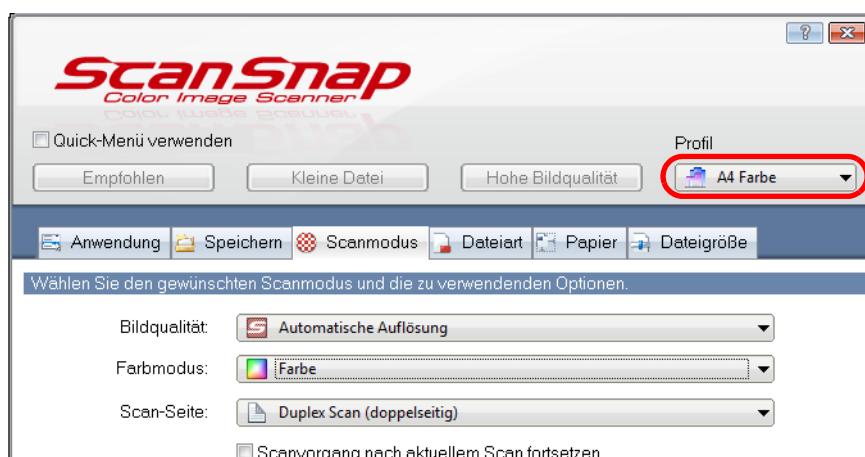 ScanSnap
Color Image Scanner
Quick-Menü verwenden
Profil
Empfohlen Kleine Datei Hohe Bildqualität A4 Farbe
Anwendung Speichern Scanmodus Dateiart Papier Dateigröße
Wählen Sie den gewünschten Scanmodus und die zu verwendenden Optionen.
Bildqualität: Automatische Auflösung
Farbmodus: Farbe
Scan-Seite: Duplex Scan (doppelseitig)
Scanvorgang nach aktuellem Scan fortsetzen